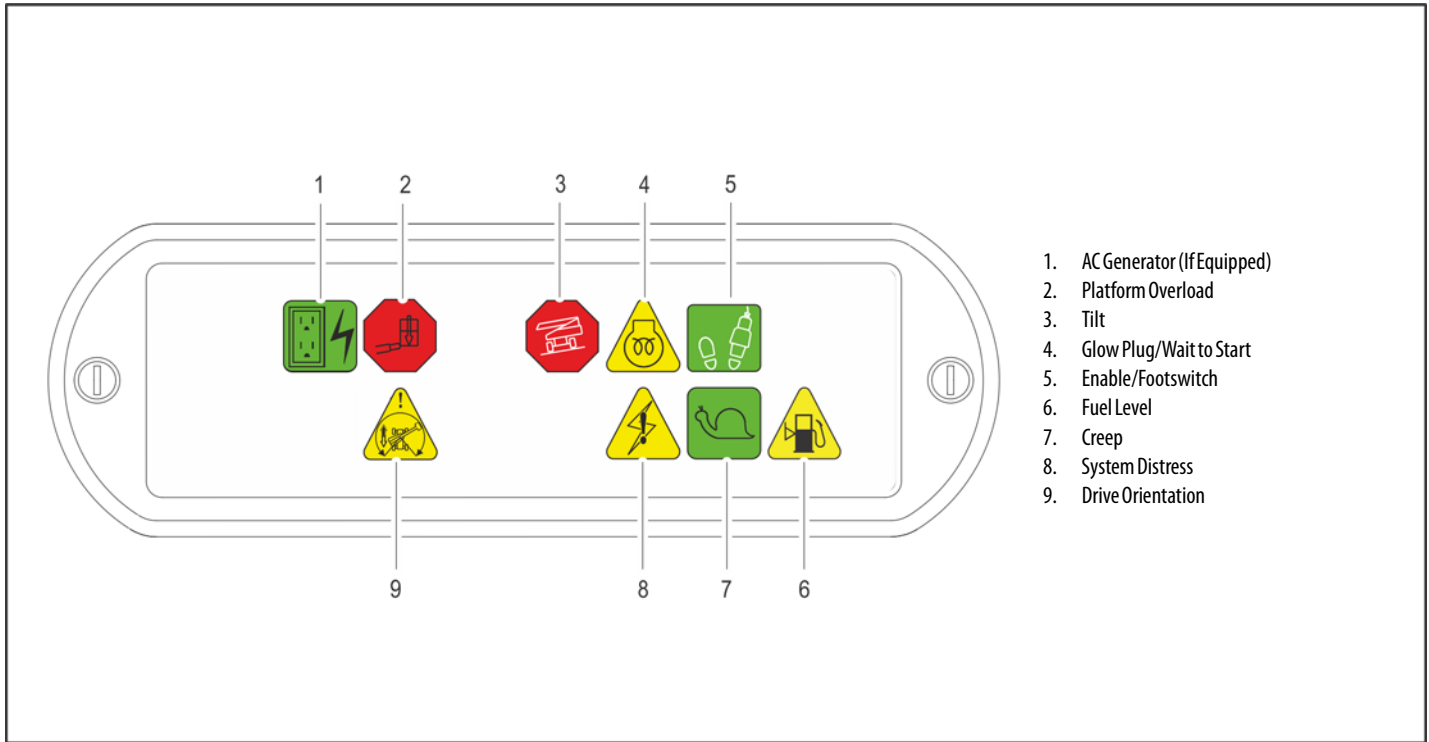 1 2 3 4 5
9 8 7 6
1. AC Generator (If Equipped)
2. Platform Overload
3. Tilt
4. Glow Plug/Wait to Start
5. Enable/Footswitch
6. Fuel Level
7. Creep
8. System Distress
9. Drive Orientation